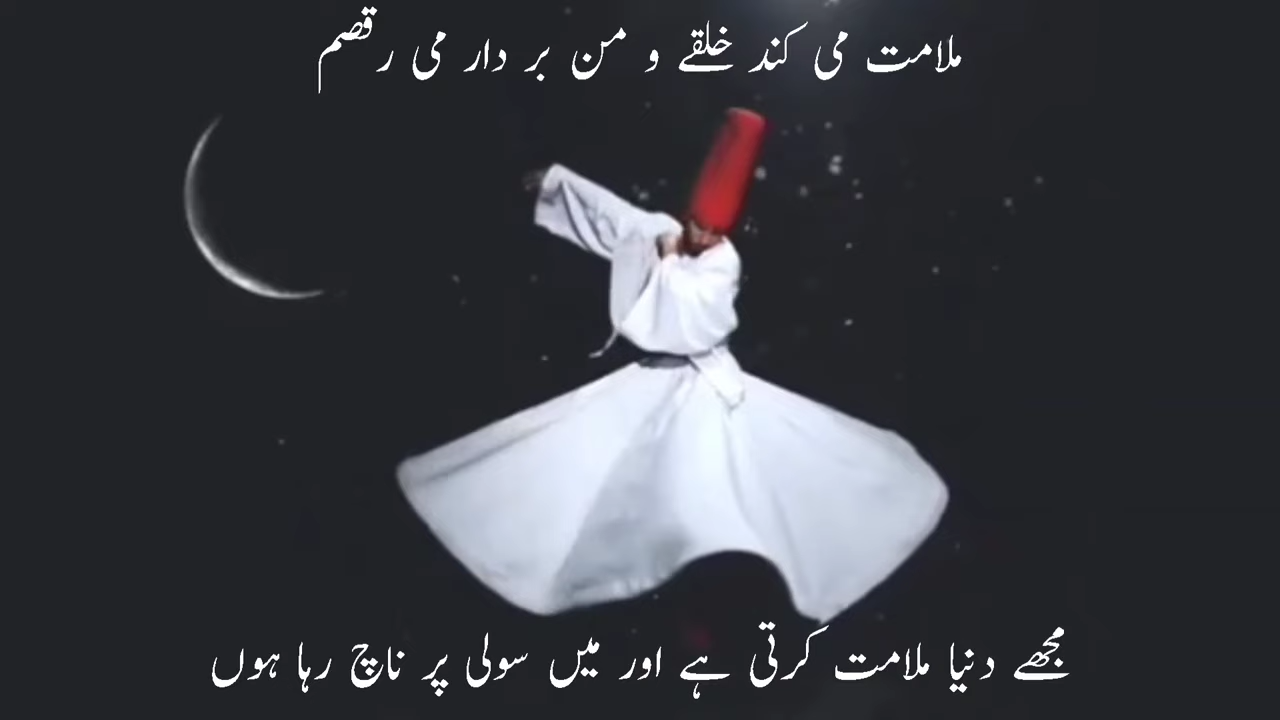 ملامت می کند خلقے و من بر دار می رقصم
مجھے دنیا ملامت کرتی ہے اور میں سولی پر ناچ رہا ہوں